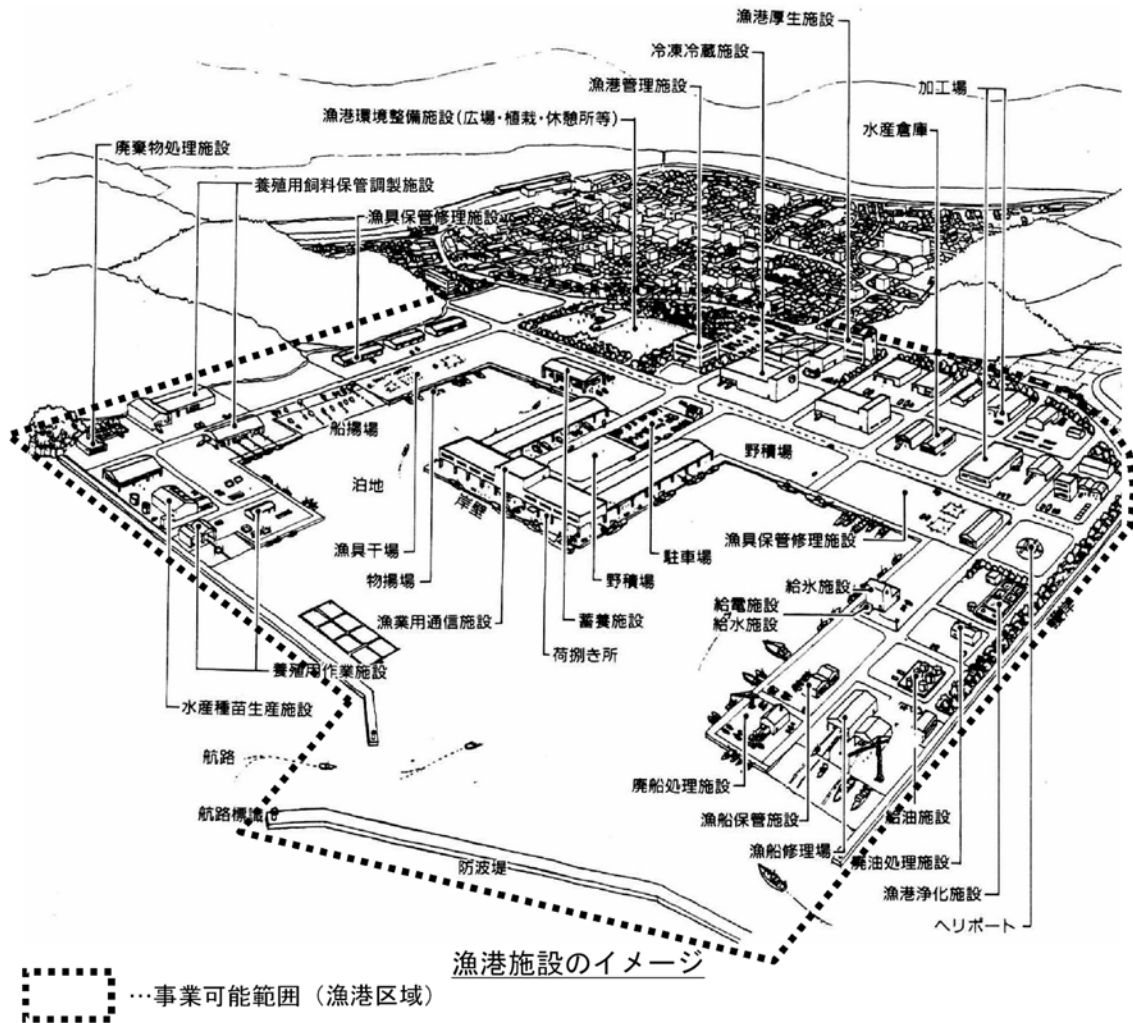 漁港厚生施設
冷凍冷蔵施設
漁港管理施設
加工場
漁港環境整備施設(広場・植栽・休憩所等)
水産倉庫
廃棄物処理施設
養殖用飼料保管調製施設
漁具保管修理施設
船揚場
野積場
泊地
岸壁
漁具干場
駐車場
漁具保管修理施設
物揚場
野積場
給氷施設
漁業用通信施設
蓄養施設
給電施設
給水施設
荷捌き所
養殖用作業施設
水産種苗生産施設
航路
廃船処理施設
航路標識
漁船保管施設
給油施設
漁船修理場
防波堤
廃油処理施設
漁港浄化施設
ヘリポート
漁港施設のイメージ
…事業可能範囲（漁港区域）